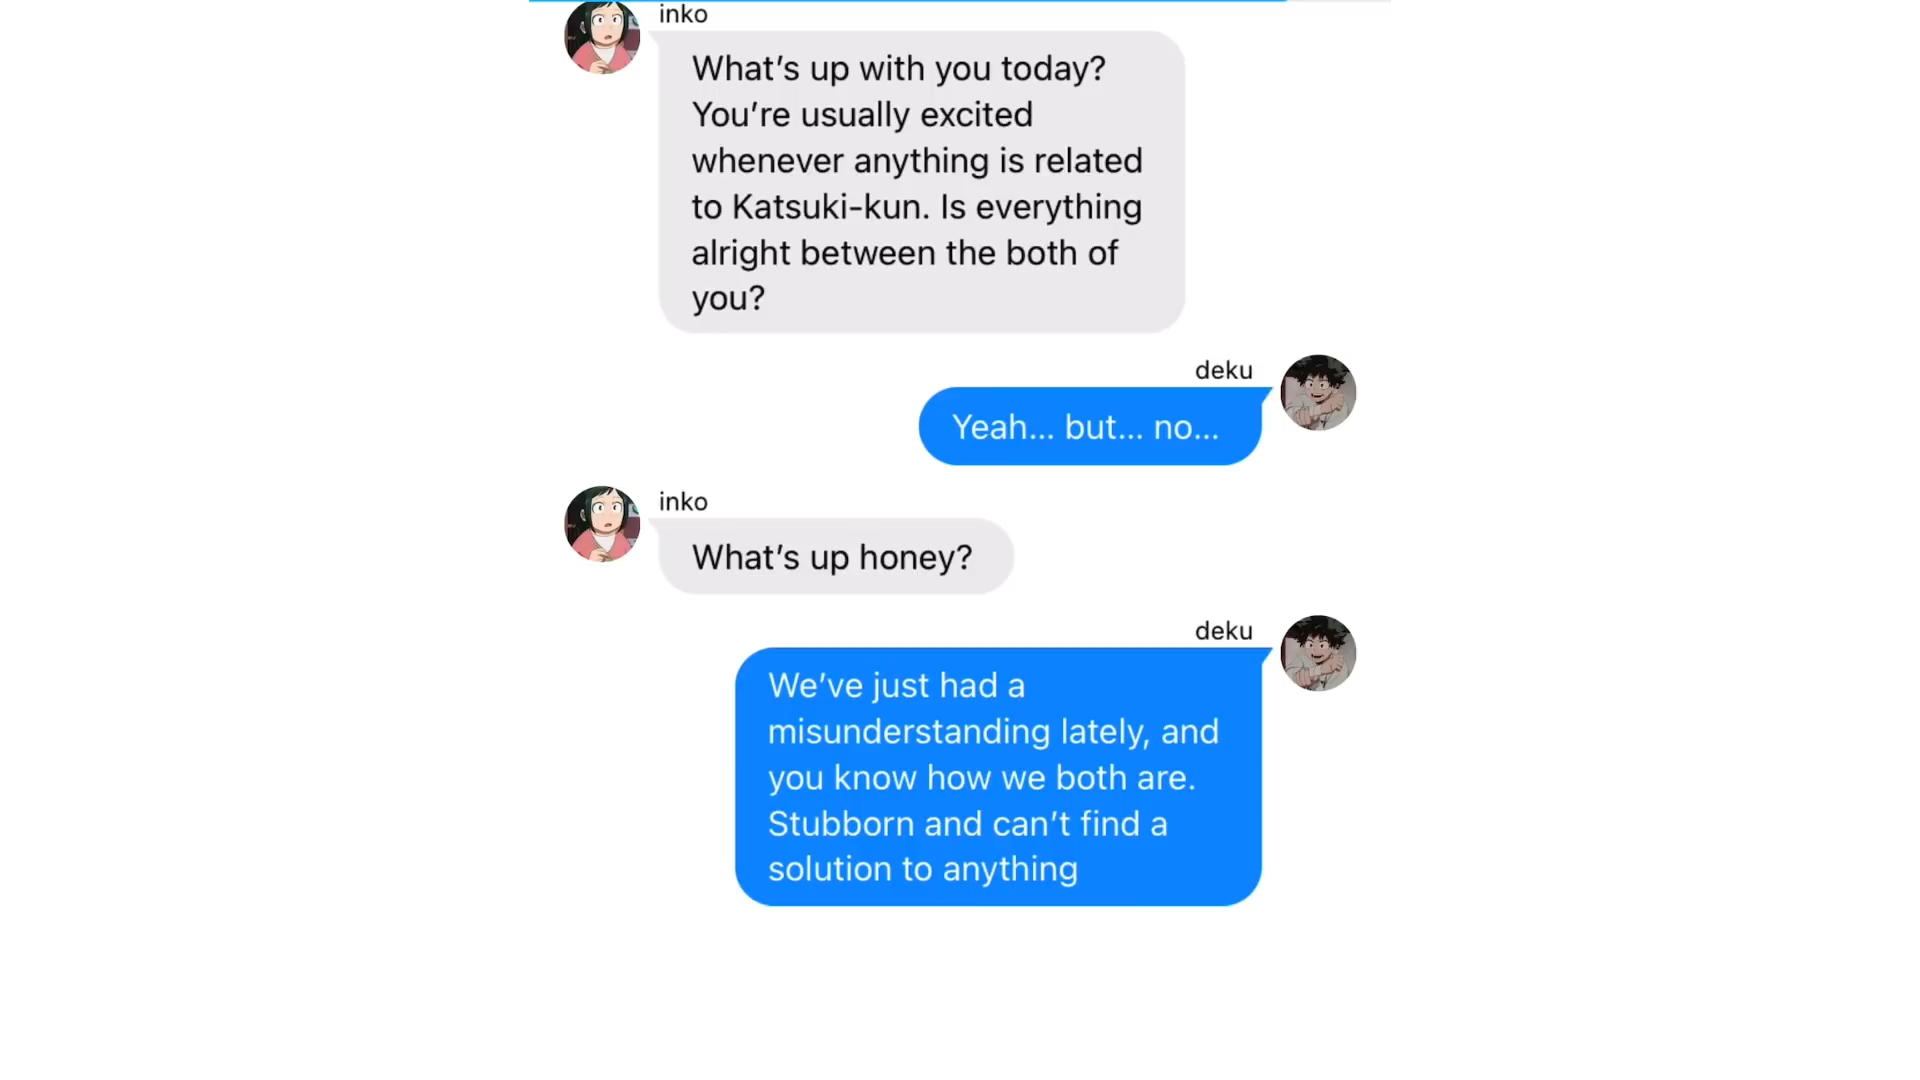 inko
What’s up with you today?
You’re usually excited
whenever anything is related
to Katsuki-kun. Is everything
alright between the both of
you?
deku
Yeah... but... no...
inko
What’s up honey?
deku
We’ve just had a
misunderstanding lately, and
you know how we both are.
Stubborn and can’t find a
solution to anything